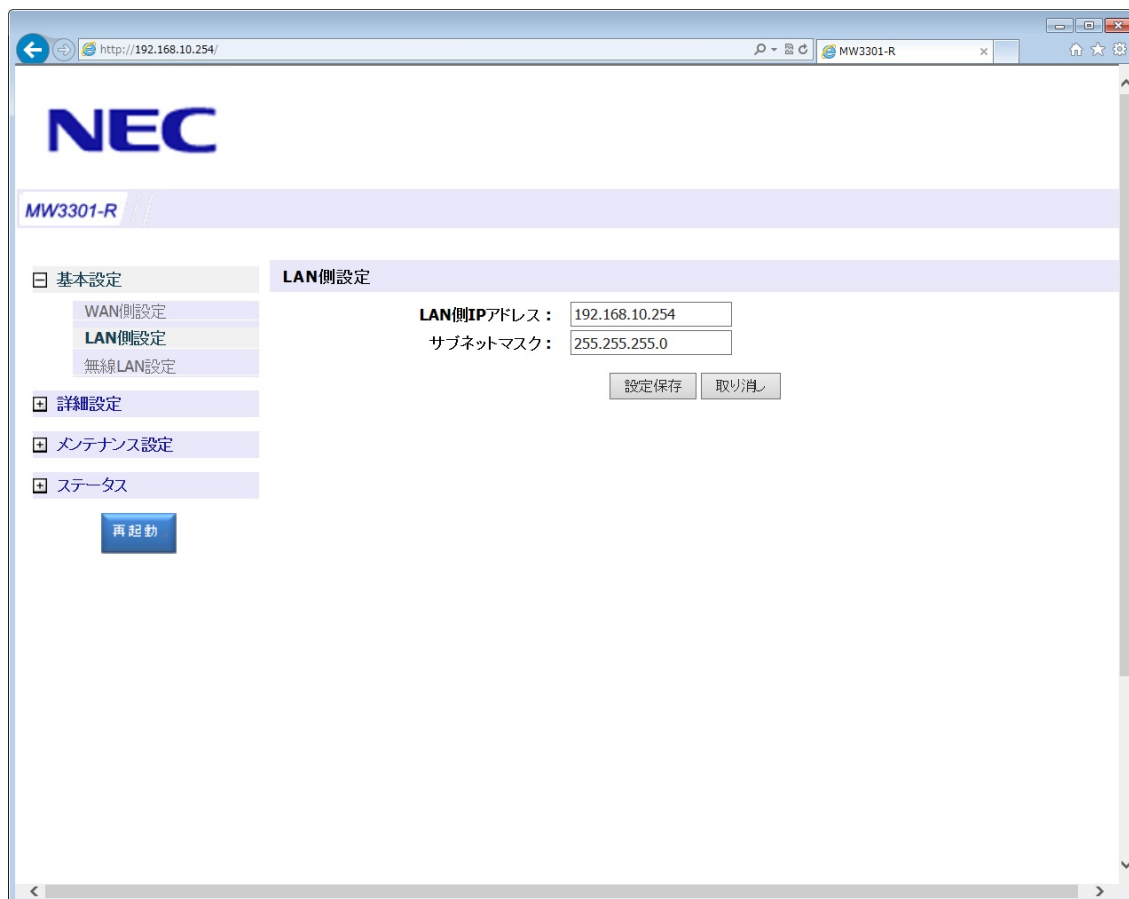 http://192.168.10.254/
MW3301-R
NEC
MW3301-R
基本設定
WAN側設定
LAN側設定
無線LAN設定
詳細設定
メンテナンス設定
ステータス
再起動
LAN側設定
LAN側IPアドレス： 192.168.10.254
サブネットマスク： 255.255.255.0
設定保存 取り消し